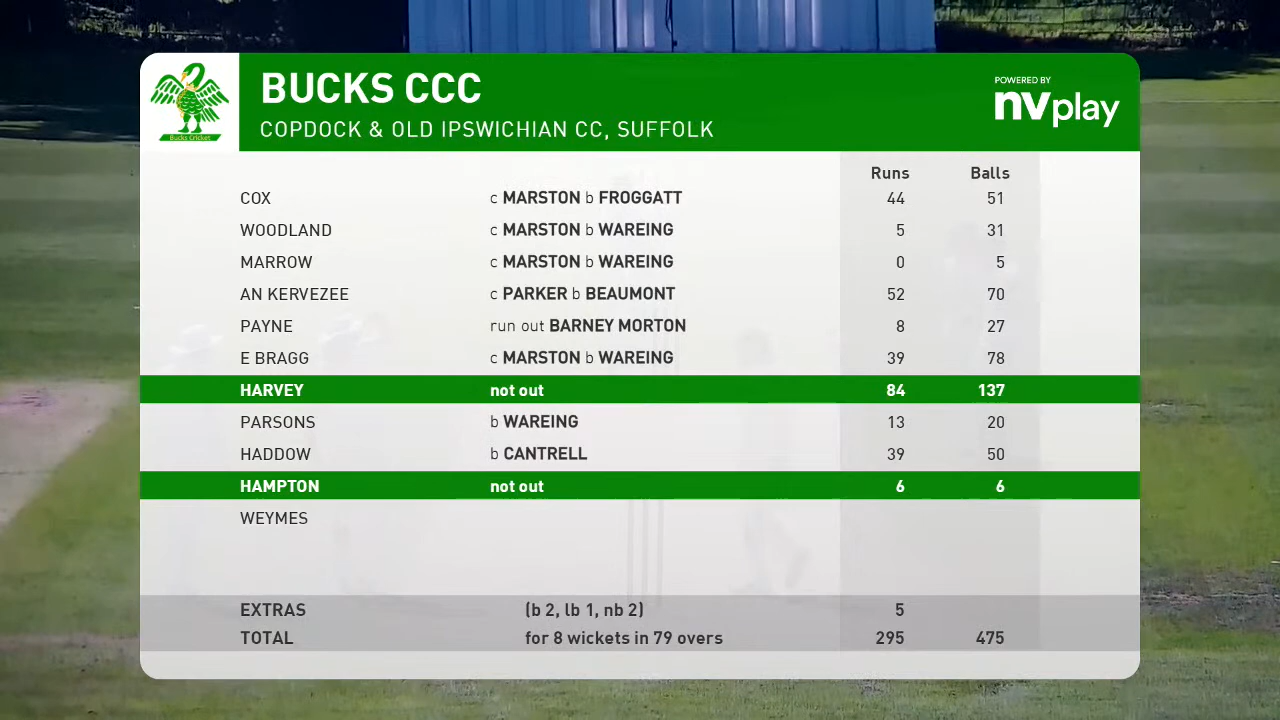 BUCKS CCC
COPDOCK & OLD IPSWICHIAN CC, SUFFOLK
POWERED BY
nvplay
Bucks Cricket
Runs Balls
COX c MARSTON b FROGGATT 44 51
WOODLAND c MARSTON b WAREING 5 31
MARROW c MARSTON b WAREING 0 5
AN KERVEZEE c PARKER b BEAUMONT 52 70
PAYNE run out BARNEY MORTON 8 27
E BRAGG c MARSTON b WAREING 39 78
HARVEY not out 84 137
PARSONS b WAREING 13 20
HADDOW b CANTRELL 39 50
HAMPTON not out 6 6
WEYMES
EXTRAS (b 2, lb 1, nb 2) 5
TOTAL for 8 wickets in 79 overs 295 475